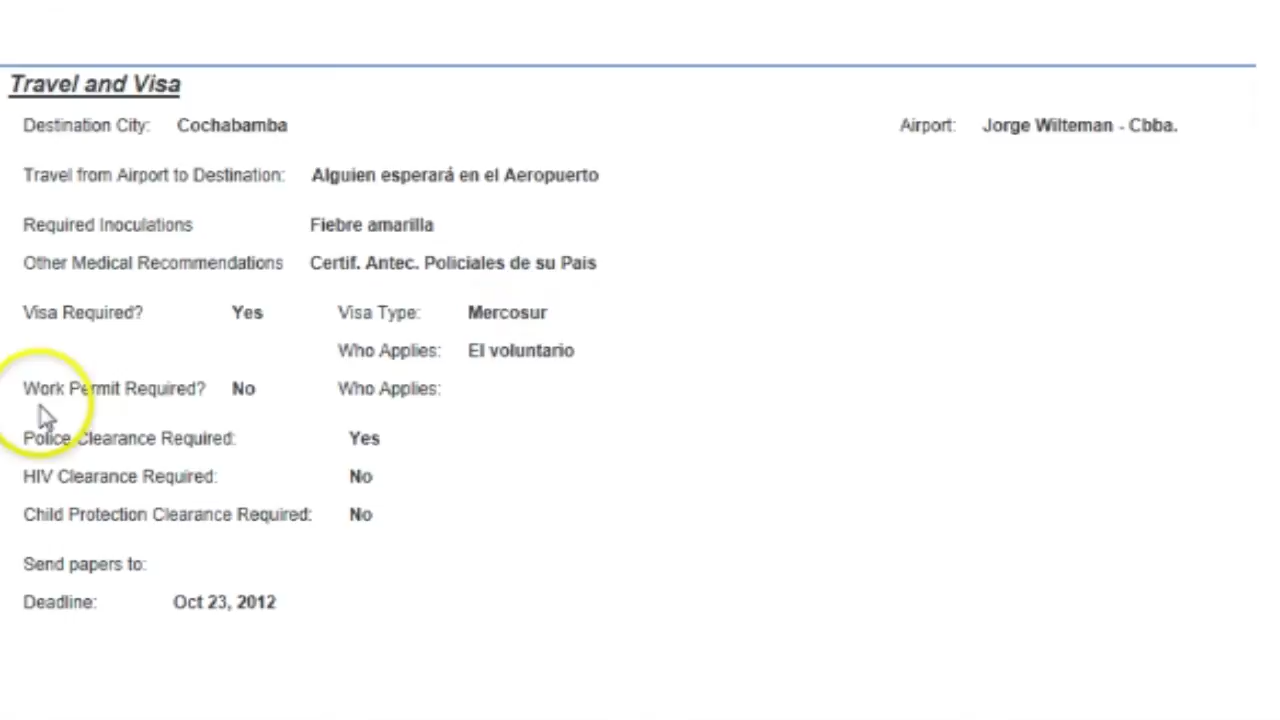 Travel and Visa
Destination City: Cochabamba Airport: Jorge Wilteman - Cbba.
Travel from Airport to Destination: Alguien esperará en el Aeropuerto
Required Inoculations Fiebre amarilla
Other Medical Recommendations Certif. Antec. Policiales de su Pais
Visa Required? Yes Visa Type: Mercosur
Who Applies: El voluntario
Work Permit Required? No Who Applies:
Police Clearance Required: Yes
HIV Clearance Required: No
Child Protection Clearance Required: No
Send papers to:
Deadline: Oct 23, 2012